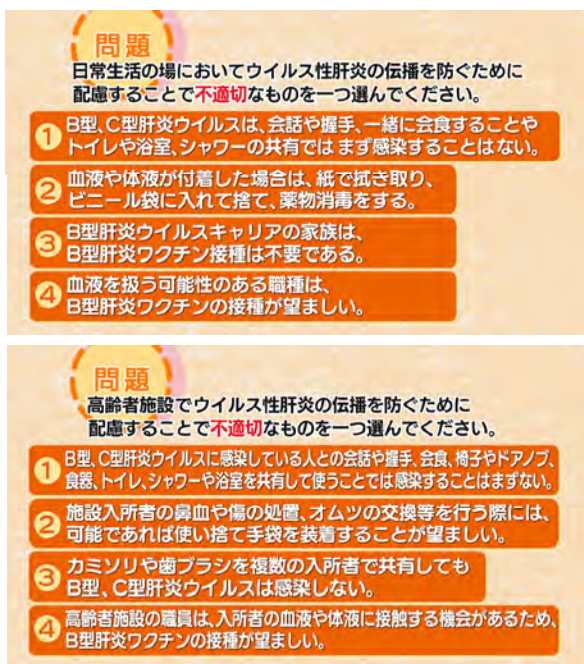 問題
日常生活の場においてウイルス性肝炎の伝播を防ぐために
配慮することで不適切なものを一つ選んでください。
1 B型、C型肝炎ウイルスは、会話や握手、一緒に会食することや
トイレや浴室、シャワーの共有では まず感染することはない。
2 血液や体液が付着した場合は、紙で拭き取り、
ビニール袋に入れて捨て、薬物消毒をする。
3 B型肝炎ウイルスキャリアの家族は、
B型肝炎ワクチン接種は不要である。
4 血液を扱う可能性のある職種は、
B型肝炎ワクチンの接種が望ましい。
問題
高齢者施設でウイルス性肝炎の伝播を防ぐために
配慮することで不適切なものを一つ選んでください。
1 B型、C型肝炎ウイルスに感染している人との会話や握手、会食、椅子やドアノブ、
食器、トイレ、シャワーや浴室を共有して使うことでは感染することはまずない。
2 施設入所者の鼻血や傷の処置、オムツの交換等を行う際には、
可能であれば使い捨て手袋を装着することが望ましい。
3 カミソリや歯ブラシを複数の入所者で共有しても
B型、C型肝炎ウイルスは感染しない。
4 高齢者施設の職員は、入所者の血液や体液に接触する機会があるため、
B型肝炎ワクチンの接種が望ましい。